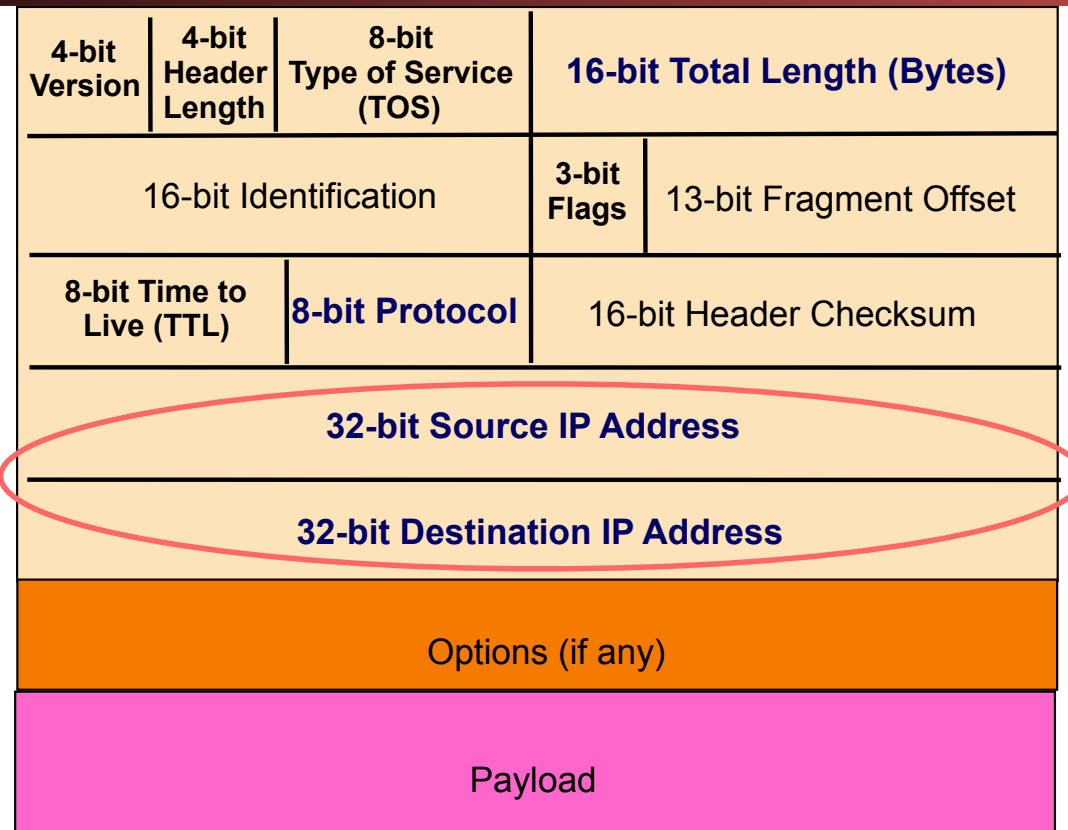 4-bit
Version
4-bit
Header
Length
8-bit
Type of Service
(TOS)
16-bit Total Length (Bytes)
16-bit Identification
3-bit
Flags
13-bit Fragment Offset
8-bit Time to
Live (TTL)
8-bit Protocol
16-bit Header Checksum
32-bit Source IP Address
32-bit Destination IP Address
Options (if any)
Payload